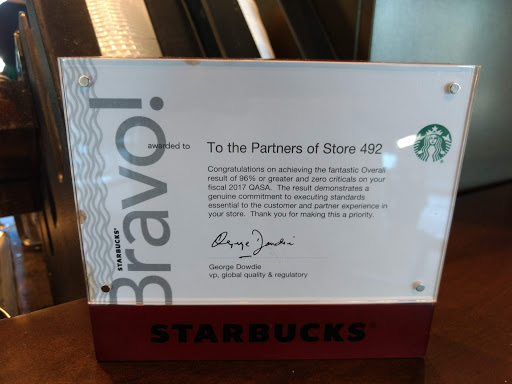 Bravo!
STARBUCKS®
awarded to
To the Partners of Store 492
Congratulations on achieving the fantastic Overall
result of 96% or greater and zero criticals on your
fiscal 2017 QASA. The result demonstrates a
genuine commitment to executing standards
essential to the customer and partner experience in
your store. Thank you for making this a priority.
George Dowdie
George Dowdie
vp, global quality & regulatory
STARBUCKS®